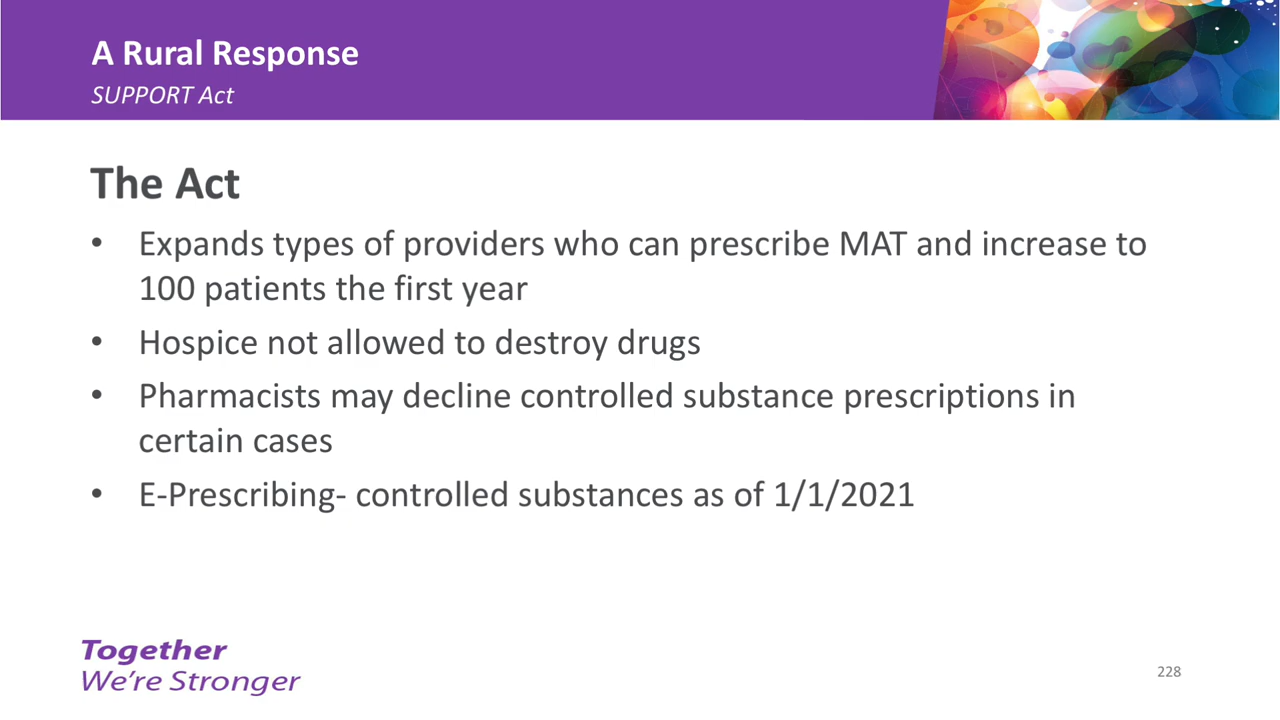 A Rural Response
SUPPORT Act
The Act
• Expands types of providers who can prescribe MAT and increase to
100 patients the first year
• Hospice not allowed to destroy drugs
• Pharmacists may decline controlled substance prescriptions in
certain cases
• E-Prescribing- controlled substances as of 1/1/2021
Together
We're Stronger
228